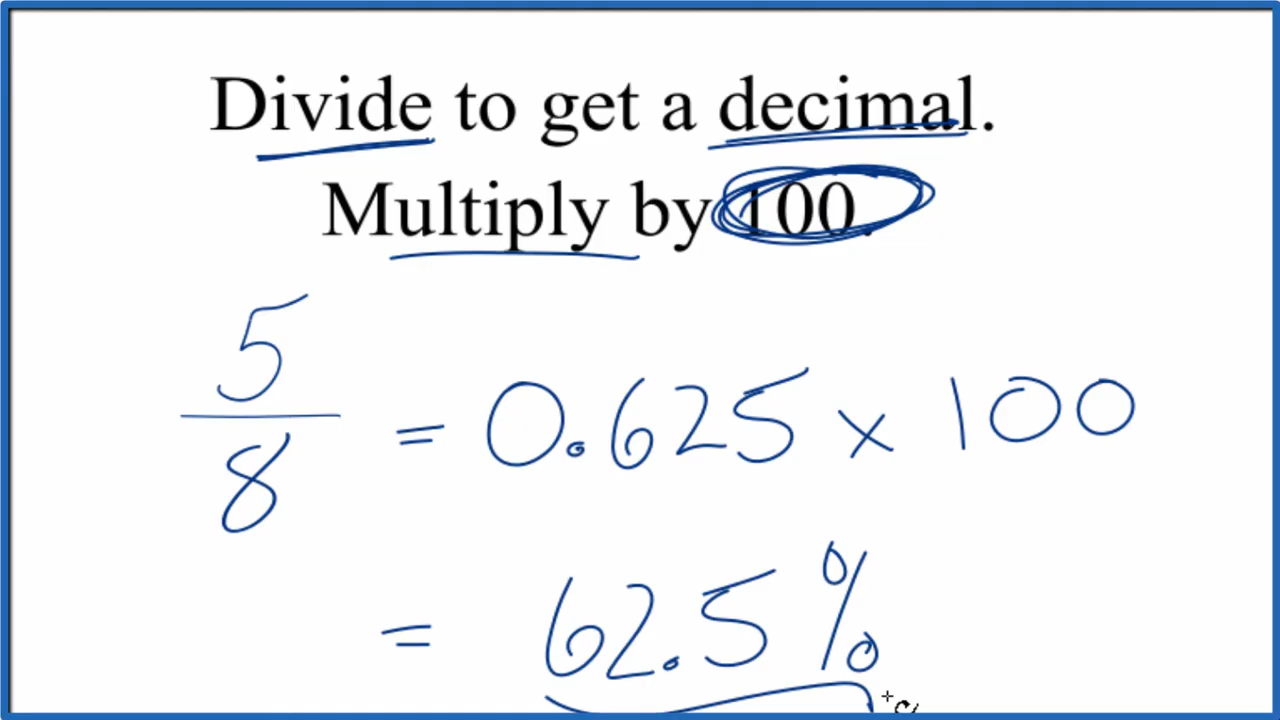 Divide to get a decimal.
Multiply by 100.
5
8
= 0.625 × 100
= 62.5%